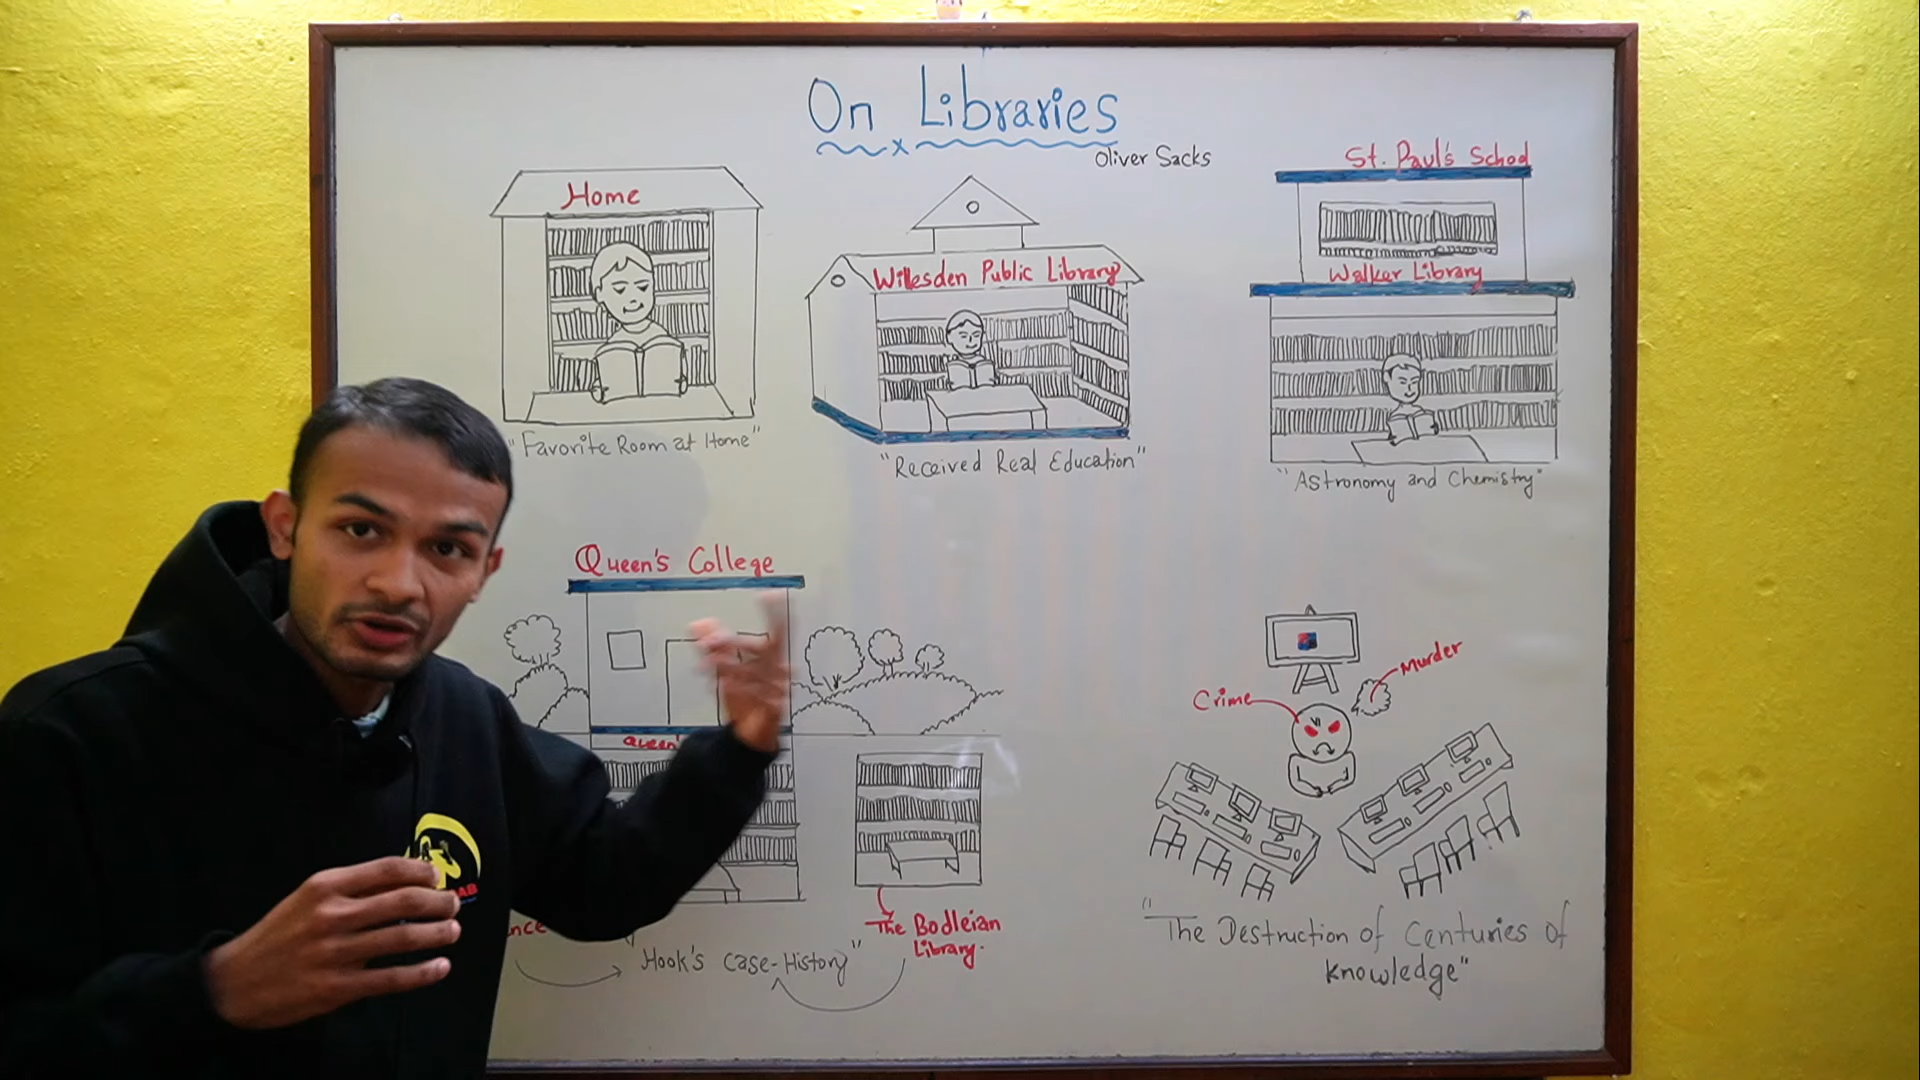 On Libraries
Oliver Sacks
Home
"Favorite Room at Home"
Willesden Public Library
"Received Real Education"
St. Paul's School
Walker Library
"Astronomy and Chemistry"
Queen's College
Queen's
The Bodleian
Library.
Hook's Case-History"
Crime
Murder
"The Destruction of Centuries of
Knowledge"